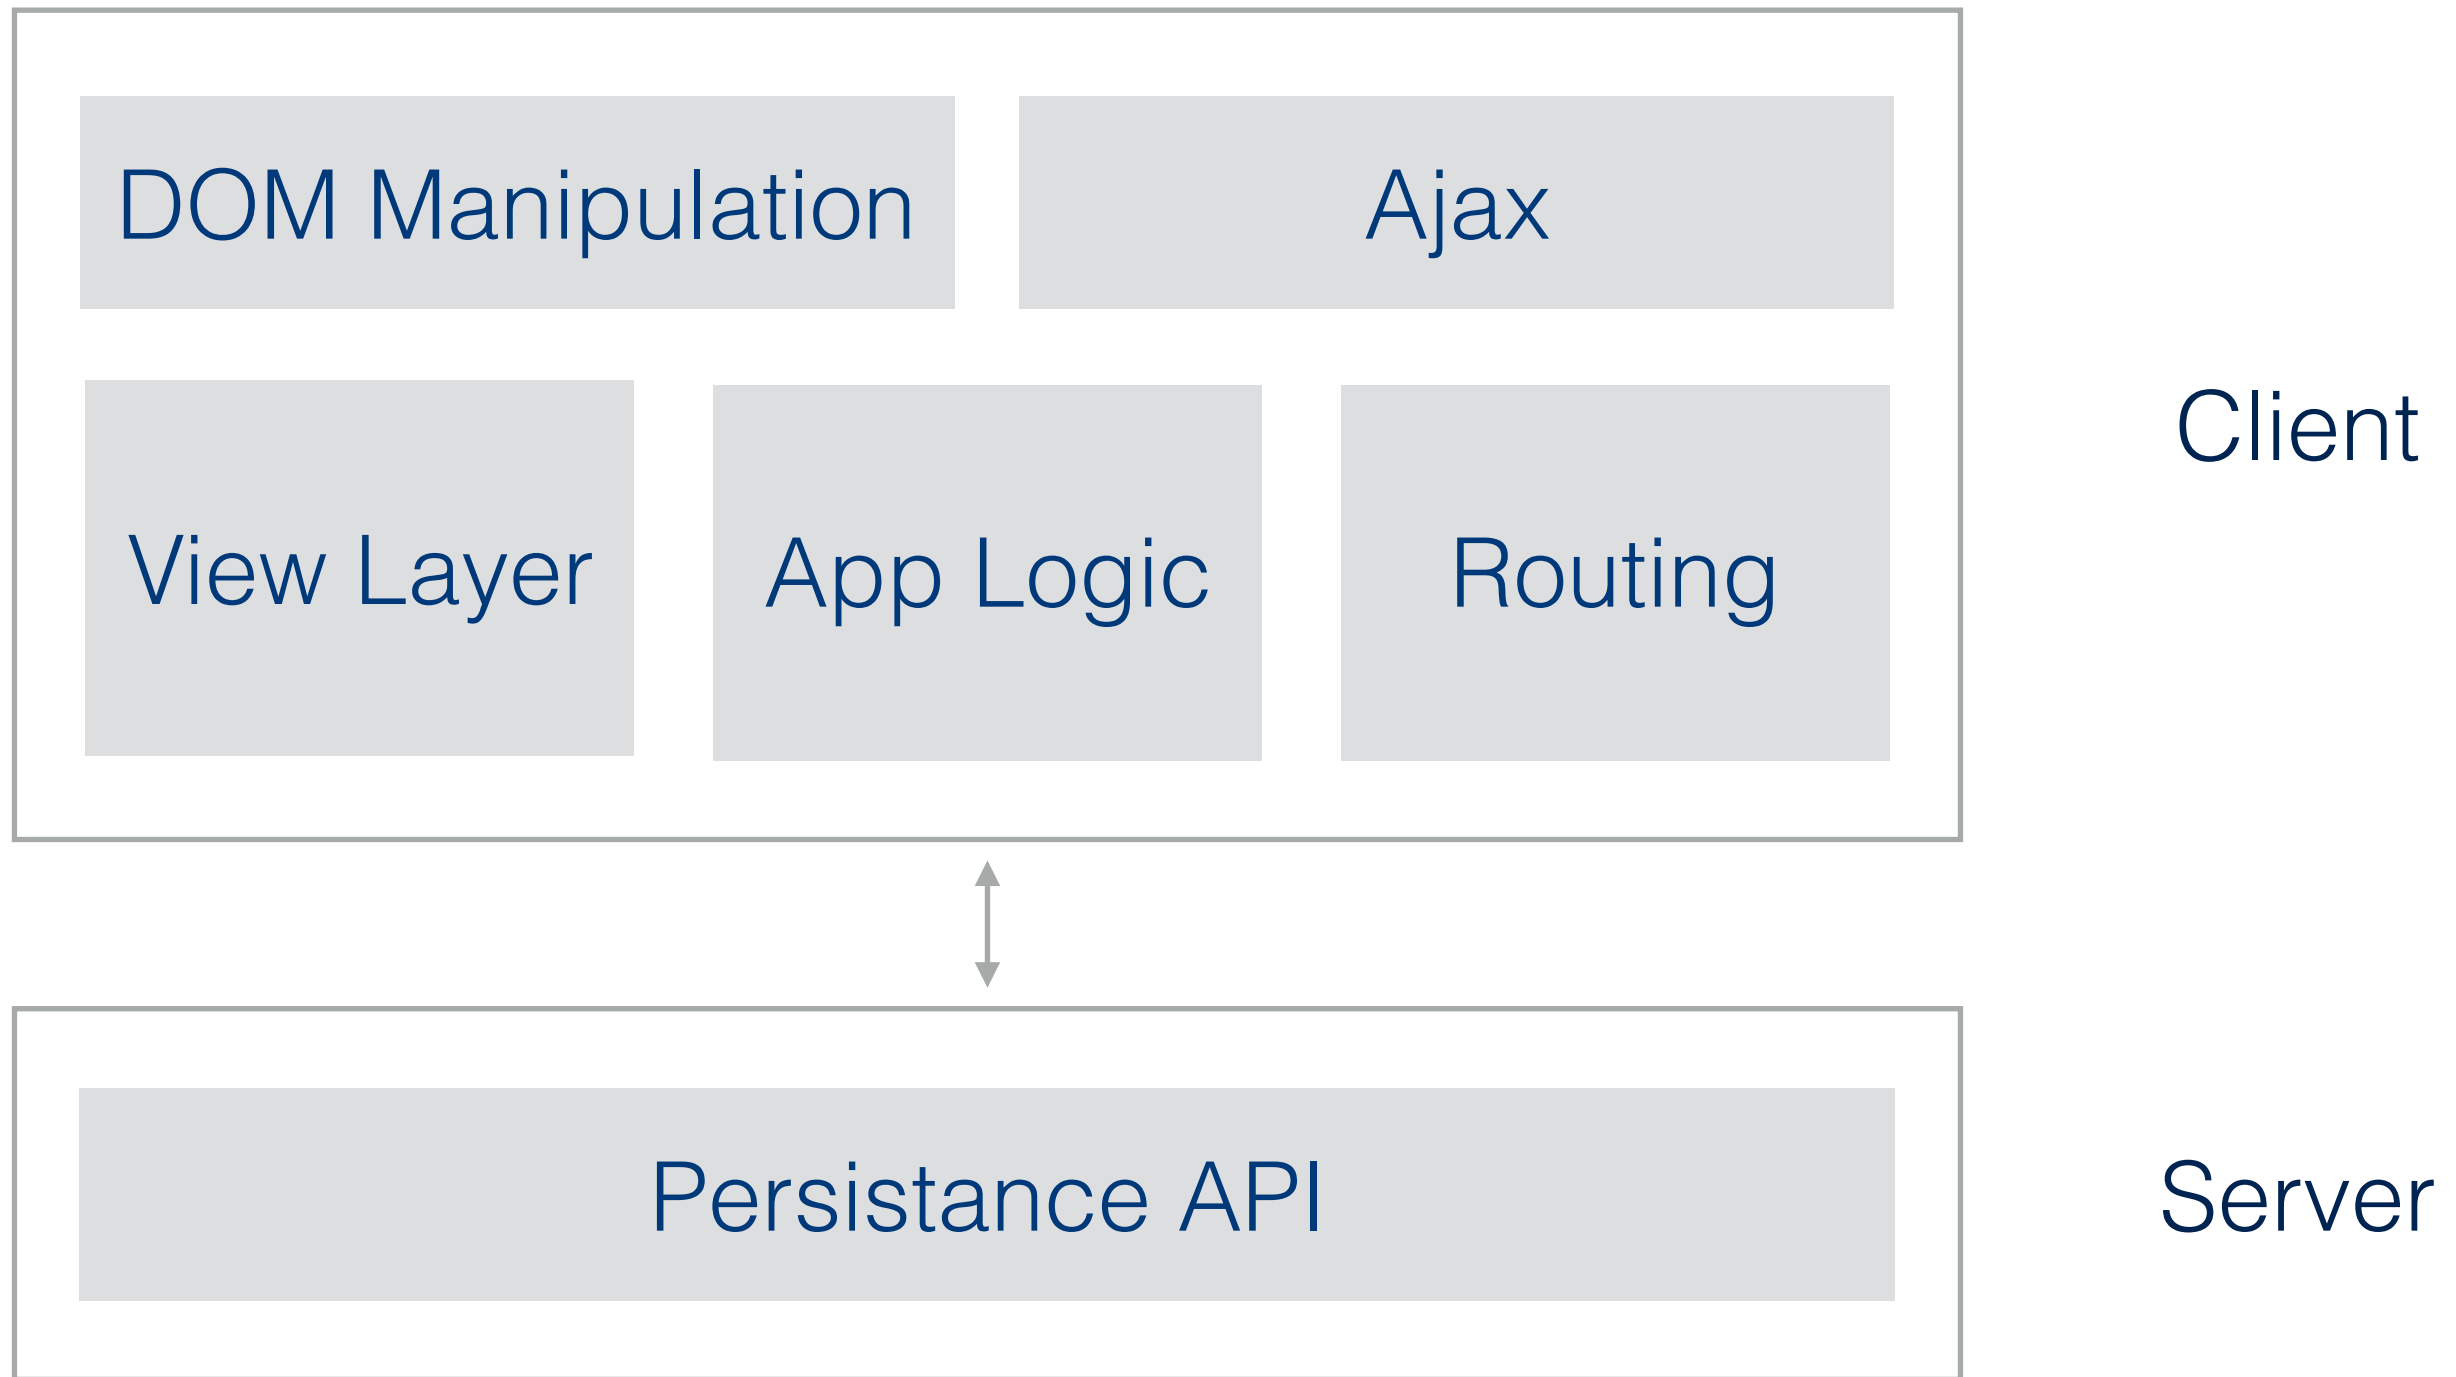 DOM Manipulation
Ajax
View Layer
App Logic
Routing
Client
Persistance API
Server